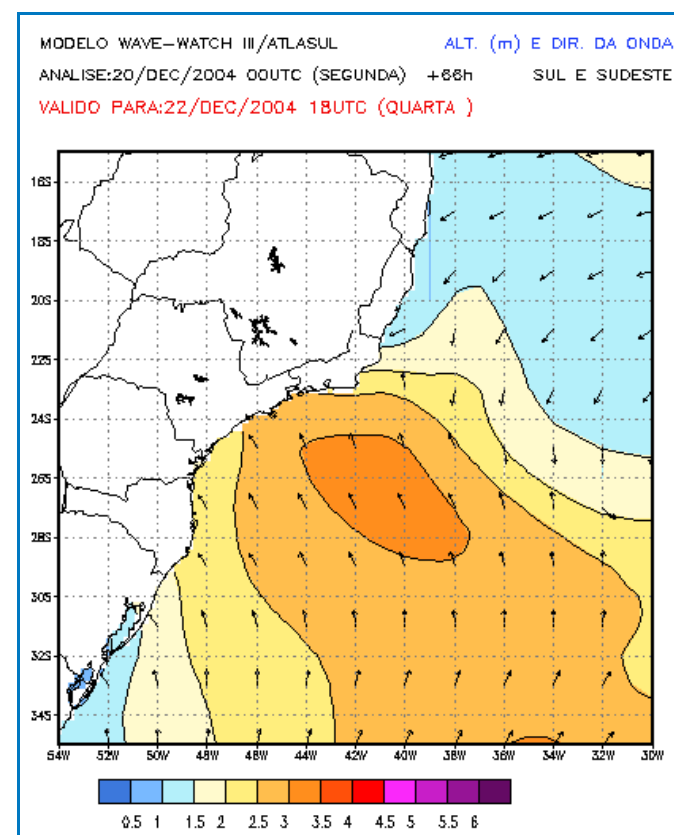 MODELO WAVE-WATCH III/ATLASUL ALT. (m) E DIR. DA ONDA
ANALISE:20/DEC/2004 00UTC (SEGUNDA) +66h SUL E SUDESTE
VALIDO PARA:22/DEC/2004 18UTC (QUARTA )
16S
18S
20S
22S
24S
26S
28S
30S
32S
34S
54W 52W 50W 48W 46W 44W 42W 40W 38W 36W 34W 32W 30W
0.5 1 1.5 2 2.5 3 3.5 4 4.5 5 5.5 6